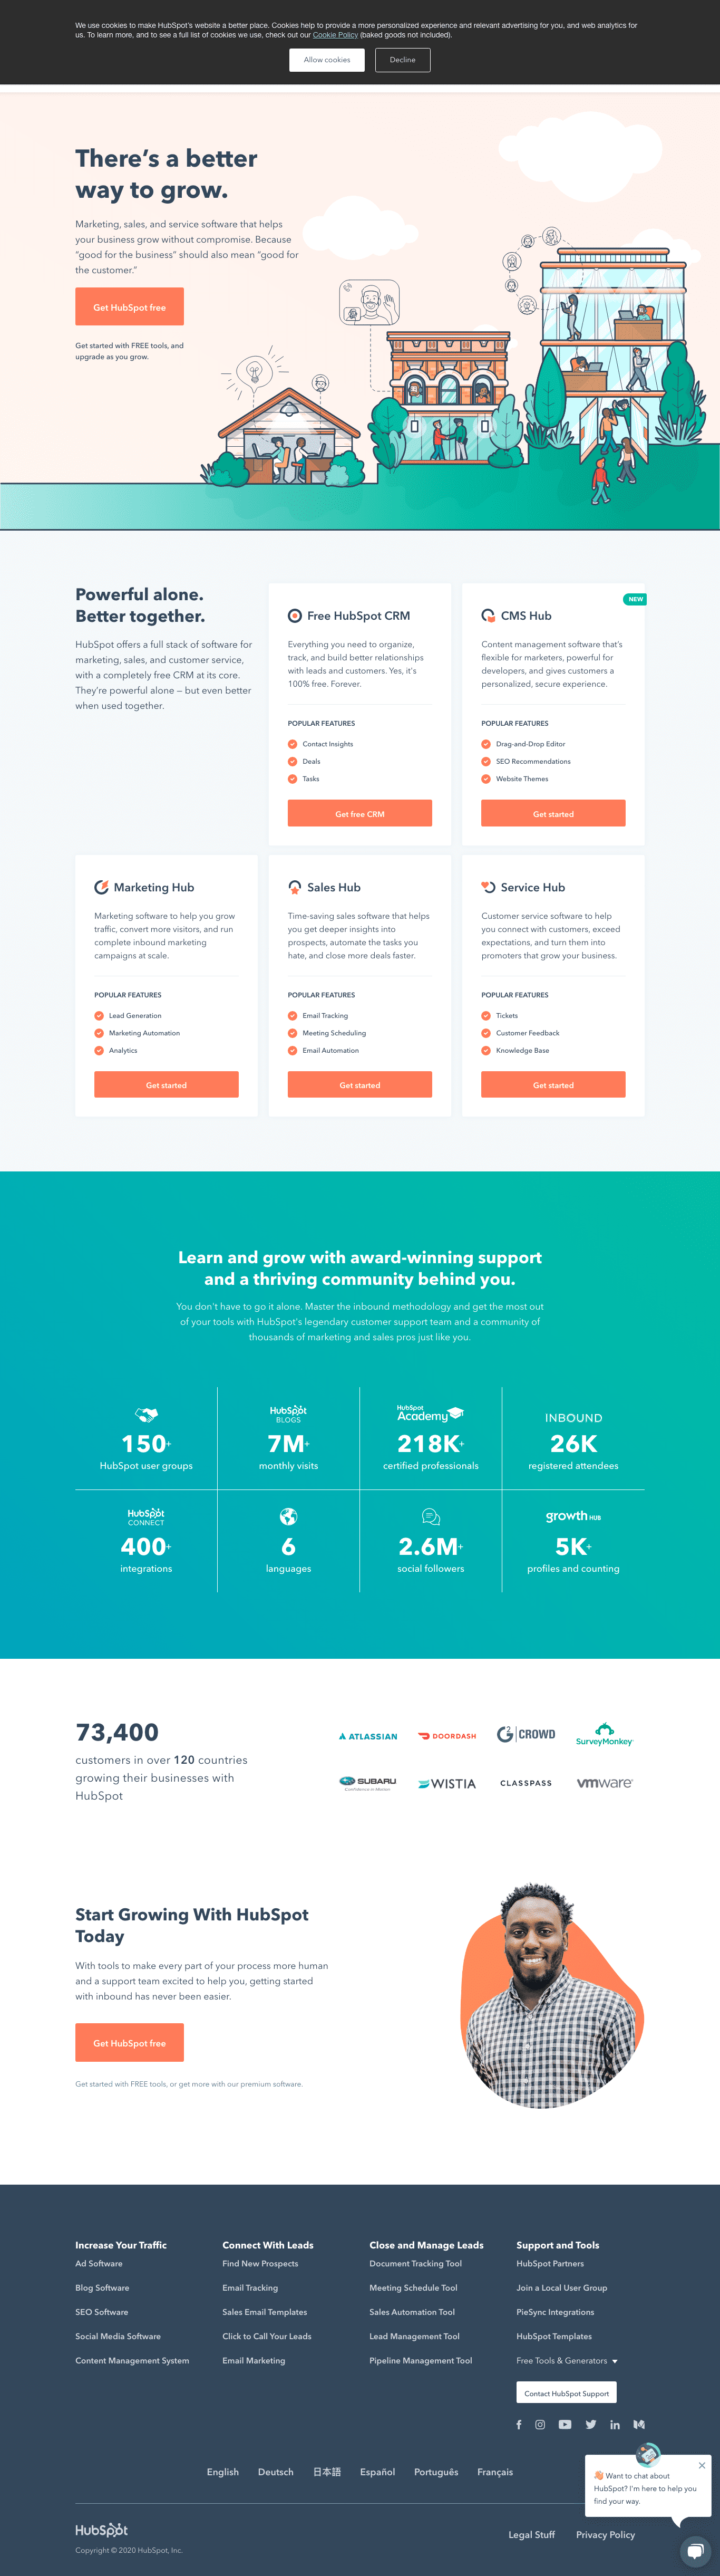 We use cookies to make HubSpot's website a better place. Cookies help to provide a more personalized experience and relevant advertising for you, and web analytics for
us. To learn more, and to see a full list of cookies we use, check out our Cookie Policy (baked goods not included).
Allow cookies
Decline
There's a better
way to grow.
Marketing, sales, and service software that helps
your business grow without compromise. Because
“good for the business” should also mean “good for
the customer.”
Get HubSpot free
Get started with FREE tools, and
upgrade as you grow.
Powerful alone.
Better together.
HubSpot offers a full stack of software for
marketing, sales, and customer service,
with a completely free CRM at its core.
They're powerful alone – but even better
when used together.
Free HubSpot CRM
Everything you need to organize,
track, and build better relationships
with leads and customers. Yes, it's
100% free. Forever.
POPULAR FEATURES
Contact Insights
Deals
Tasks
Get free CRM
NEW
CMS Hub
Content management software that's
flexible for marketers, powerful for
developers, and gives customers a
personalized, secure experience.
POPULAR FEATURES
Drag-and-Drop Editor
SEO Recommendations
Website Themes
Get started
Marketing Hub
Marketing software to help you grow
traffic, convert more visitors, and run
complete inbound marketing
campaigns at scale.
POPULAR FEATURES
Lead Generation
Marketing Automation
Analytics
Get started
Sales Hub
Time-saving sales software that helps
you get deeper insights into
prospects, automate the tasks you
hate, and close more deals faster.
POPULAR FEATURES
Email Tracking
Meeting Scheduling
Email Automation
Get started
Service Hub
Customer service software to help
you connect with customers, exceed
expectations, and turn them into
promoters that grow your business.
POPULAR FEATURES
Tickets
Customer Feedback
Knowledge Base
Get started
Learn and grow with award-winning support
and a thriving community behind you.
You don't have to go it alone. Master the inbound methodology and get the most out
of your tools with HubSpot's legendary customer support team and a community of
thousands of marketing and sales pros just like you.
150+
HubSpot user groups
HubSpot
BLOGS
7M+
monthly visits
HubSpot
Academy
218K+
certified professionals
INBOUND
26K
registered attendees
HubSpot
CONNECT
400+
integrations
6
languages
2.6M+
social followers
growth HUB
5K+
profiles and counting
73,400
customers in over 120 countries
growing their businesses with
HubSpot
ATLASSIAN
DOORDASH
G2 CROWD
SurveyMonkey
SUBARU
Confidence in Motion
WISTIA
CLASSPASS
vmware
Start Growing With HubSpot
Today
With tools to make every part of your process more human
and a support team excited to help you, getting started
with inbound has never been easier.
Get HubSpot free
Get started with FREE tools, or get more with our premium software.
Increase Your Traffic
Ad Software
Blog Software
SEO Software
Social Media Software
Content Management System
Connect With Leads
Find New Prospects
Email Tracking
Sales Email Templates
Click to Call Your Leads
Email Marketing
Close and Manage Leads
Document Tracking Tool
Meeting Schedule Tool
Sales Automation Tool
Lead Management Tool
Pipeline Management Tool
Support and Tools
HubSpot Partners
Join a Local User Group
PieSync Integrations
HubSpot Templates
Free Tools & Generators
Contact HubSpot Support
English
Deutsch
日本語
Español
Português
Français
👋 Want to chat about
HubSpot? I'm here to help you
find your way.
HubSpot
Copyright © 2020 HubSpot, Inc.
Legal Stuff
Privacy Policy